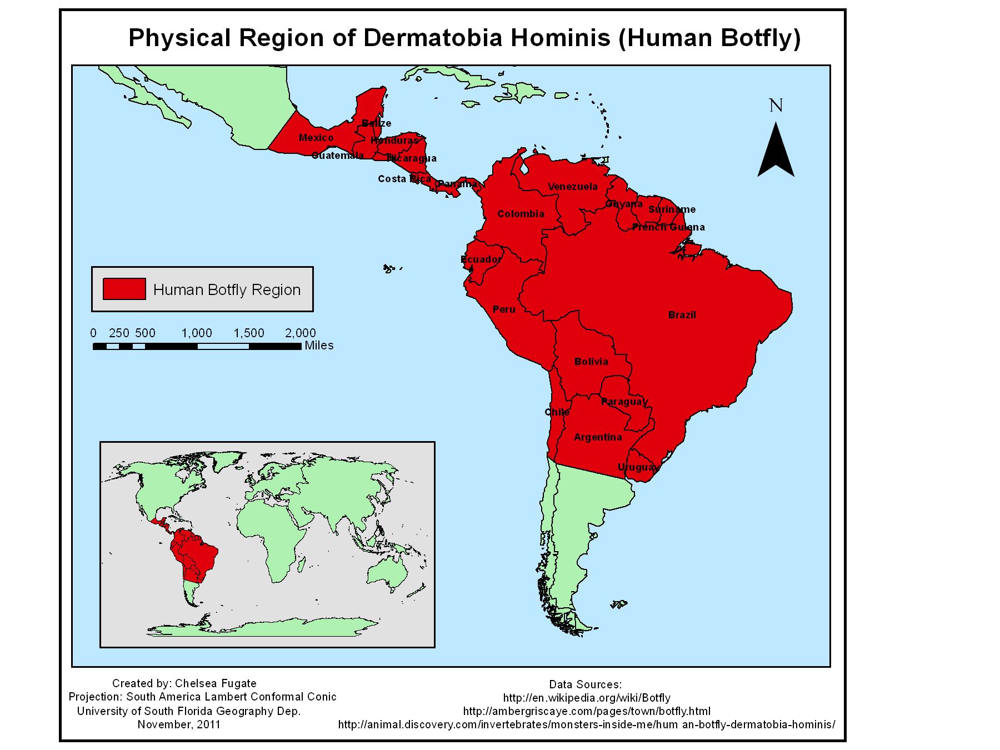 Physical Region of Dermatobia Hominis (Human Botfly)
N
Belize
Mexico
Honduras
Guatemala
Nicaragua
Costa Rica
Panama
Venezuela
Guyana
Suriname
Colombia
French Guiana
Ecuador
Human Botfly Region
Peru
Brazil
0 250 500 1,000 1,500 2,000
Miles
Bolivia
Paraguay
Chile
Argentina
Uruguay
Created by: Chelsea Fugate
Projection: South America Lambert Conformal Conic
University of South Florida Geography Dep.
November, 2011
Data Sources:
http://en.wikipedia.org/wiki/Botfly
http://ambergriscaye.com/pages/town/botfly.html
http://animal.discovery.com/invertebrates/monsters-inside-me/hum an-botfly-dermatobia-hominis/